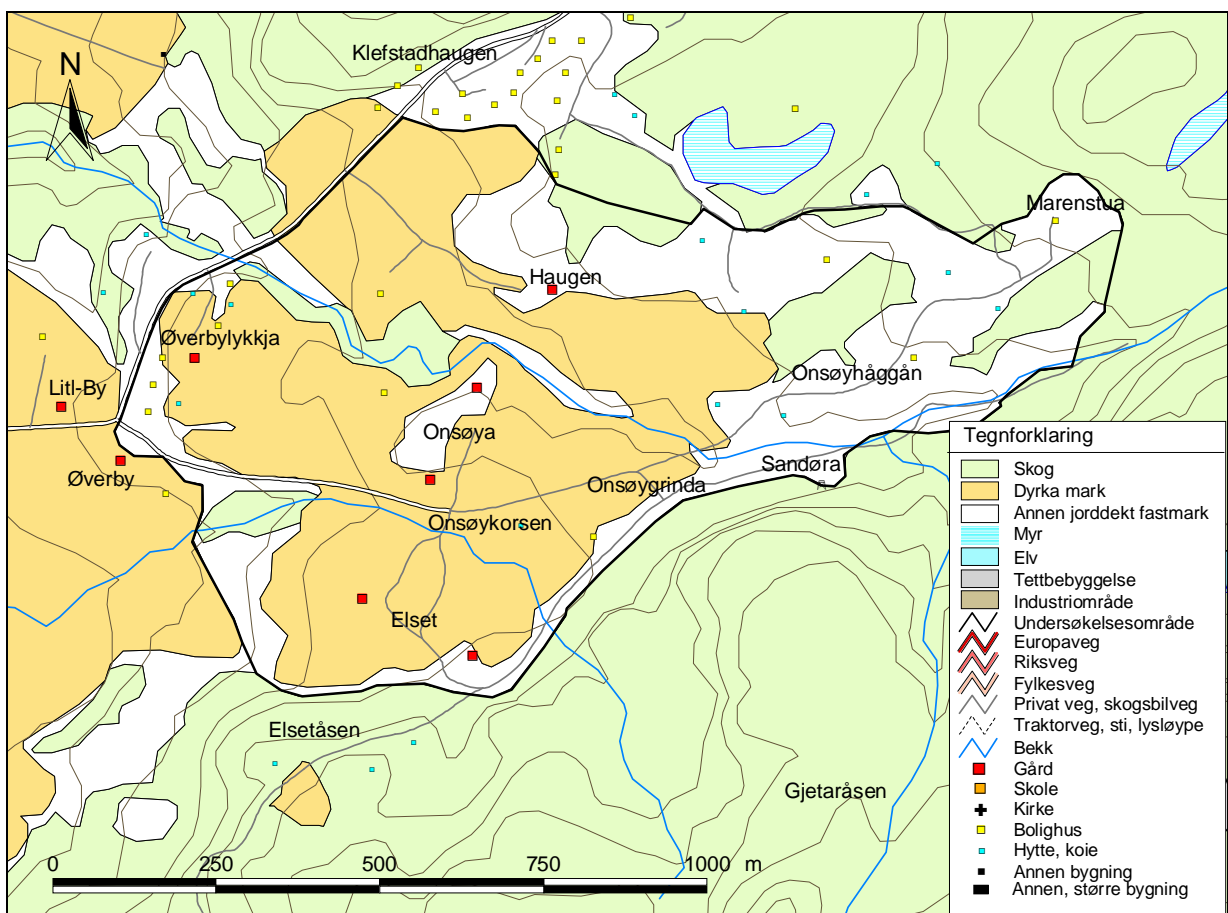 Klefstadhaugen
N
Marenstua
Haugen
Øverbylykkja
Onsøyhåggån
Litl-By
Onsøya
Øverby
Sandøra
Onsøygrinda
Onsøykorsen
Elset
Elsetåsen
Gjetaråsen
0 250 500 750 1000 m
Tegnforklaring
Skog
Dyrka mark
Annen jorddekt fastmark
Myr
Elv
Tettbebyggelse
Industriområde
Undersøkelsesområde
Europaveg
Riksveg
Fylkesveg
Privat veg, skogsbilveg
Traktorveg, sti, lysløype
Bekk
Gård
Skole
Kirke
Bolighus
Hytte, koie
Annen bygning
Annen, større bygning